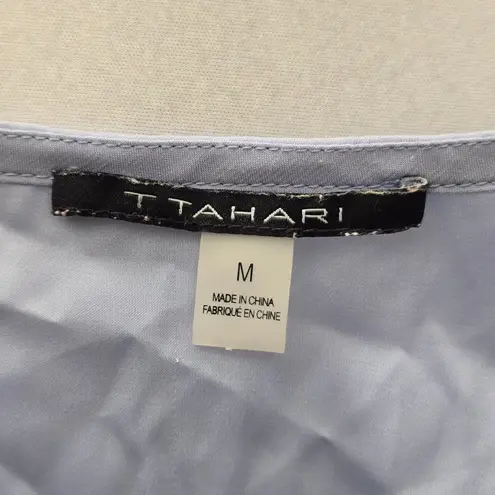 T TAHARI
M
MADE IN CHINA
FABRIQUÉ EN CHINE